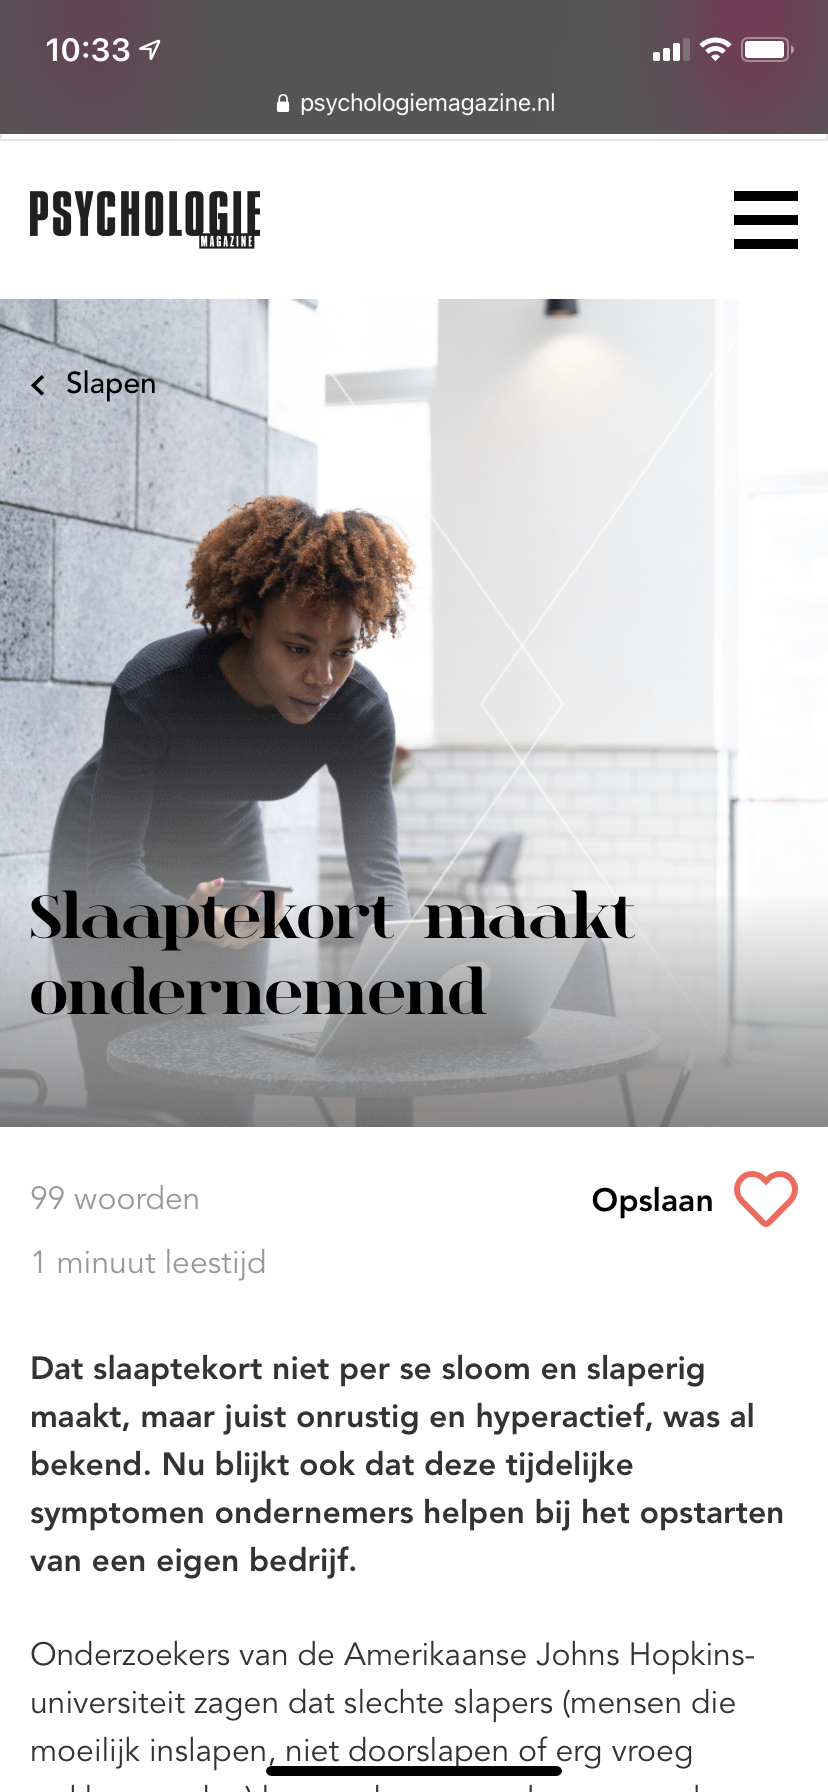 10:33
psychologiemagazine.nl
PSYCHOLOGIE
MAGAZINE
Slapen
Slaaptekort maakt
ondernemend
99 woorden
Opslaan
1 minuut leestijd
Dat slaaptekort niet per se sloom en slaperig
maakt, maar juist onrustig en hyperactief, was al
bekend. Nu blijkt ook dat deze tijdelijke
symptomen ondernemers helpen bij het opstarten
van een eigen bedrijf.
Onderzoekers van de Amerikaanse Johns Hopkins-
universiteit zagen dat slechte slapers (mensen die
moeilijk inslapen, niet doorslapen of erg vroeg